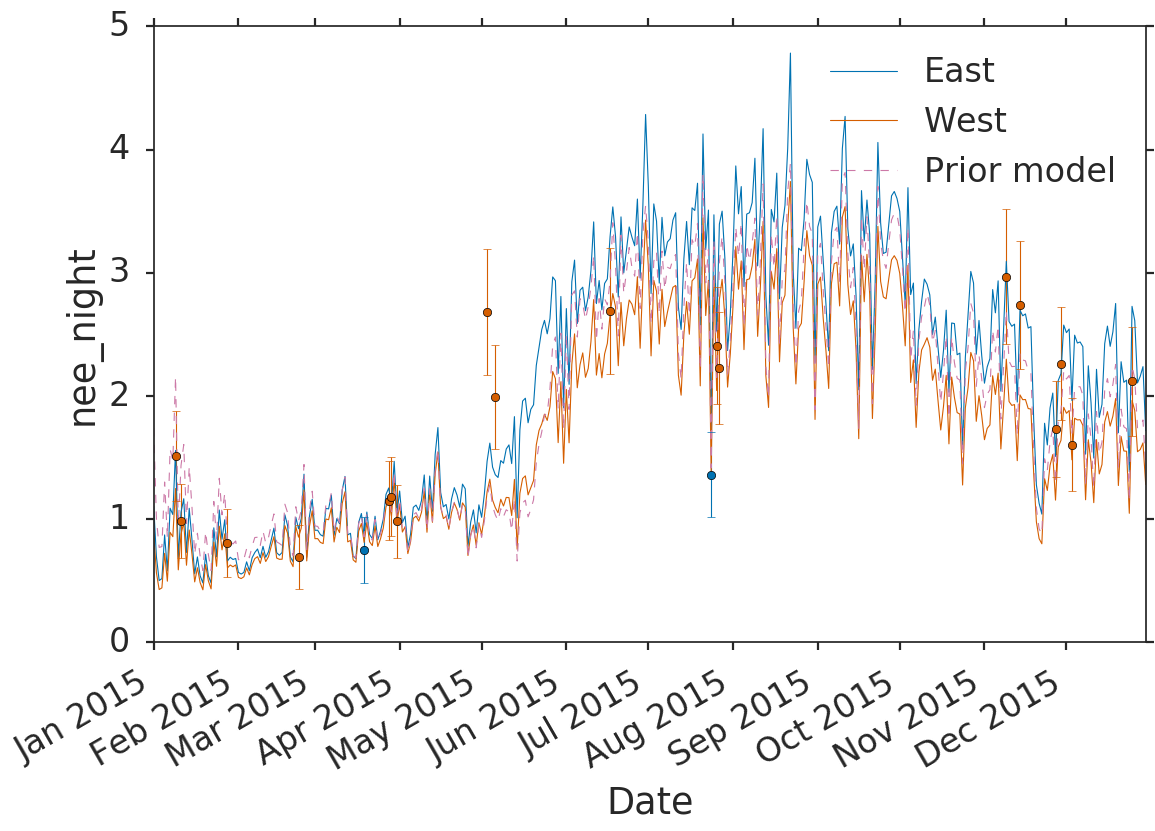 5
4
3
2
1
0
nee_night
East
West
Prior model
Jan 2015
Feb 2015
Mar 2015
Apr 2015
May 2015
Jun 2015
Jul 2015
Aug 2015
Sep 2015
Oct 2015
Nov 2015
Dec 2015
Date